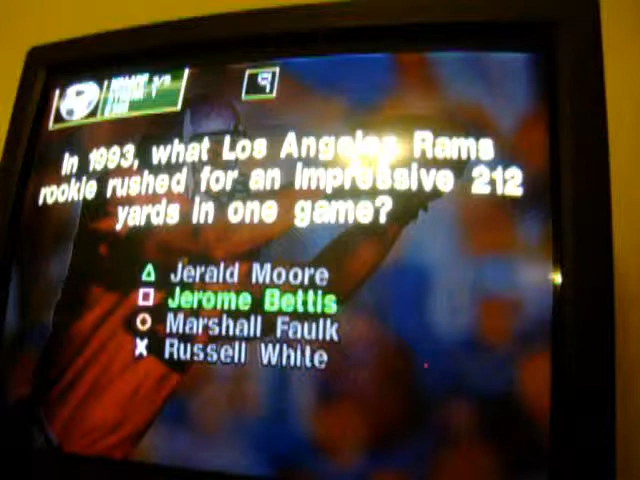 9
In 1993, what Los Angeles Rams
rookie rushed for an impressive 212
yards in one game?
Jerald Moore
Jerome Bettis
Marshall Faulk
X Russell White